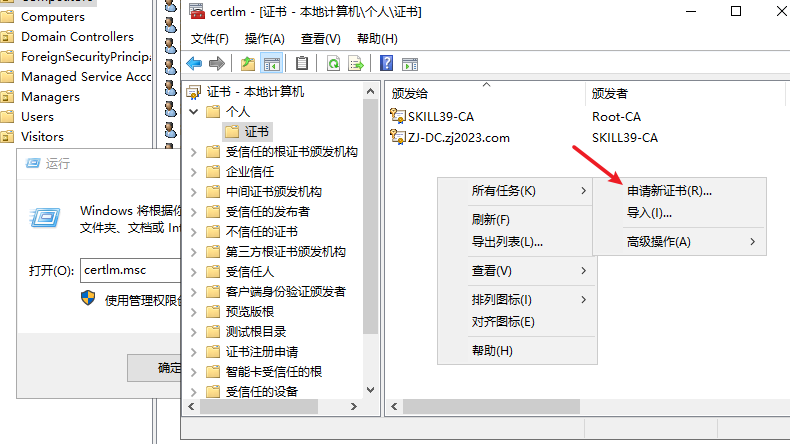 Computers
Computers
Domain Controllers
ForeignSecurityPrincipa
Managed Service Acco
Managers
Users
Visitors
运行
Windows 将根据你
文件夹、文档或 Int
打开(O):
certlm.msc
使用管理权限创
确定
certlm - [证书 - 本地计算机\个人\证书]
文件(F)
操作(A)
查看(V)
帮助(H)
证书 - 本地计算机
个人
证书
受信任的根证书颁发机构
企业信任
中间证书颁发机构
受信任的发布者
不信任的证书
第三方根证书颁发机构
受信任人
客户端身份验证颁发者
预览版根
测试根目录
证书注册申请
智能卡受信任的根
受信任的设备
颁发给
颁发者
SKILL39-CA
Root-CA
ZJ-DC.zj2023.com
SKILL39-CA
所有任务(K)
刷新(F)
导出列表(L)...
查看(V)
排列图标(I)
对齐图标(E)
帮助(H)
申请新证书(R)...
导入(I)...
高级操作(A)